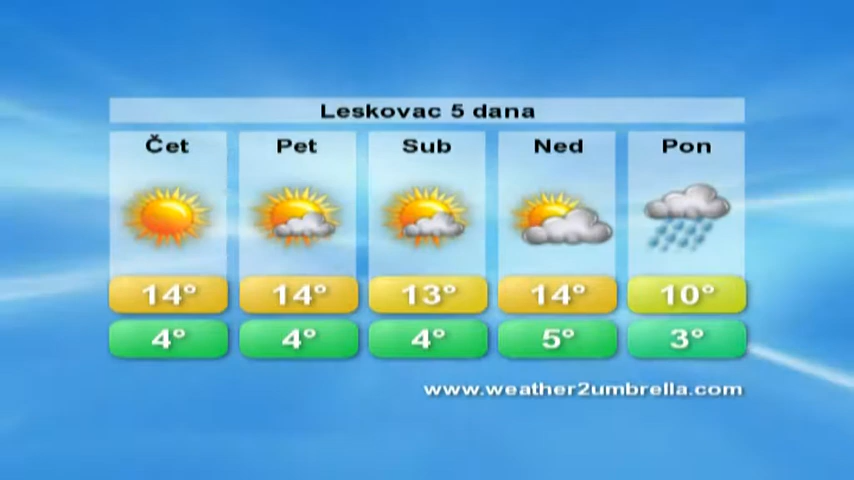 Leskovac 5 dana
Čet Pet Sub Ned Pon
14° 14° 13° 14° 10°
4° 4° 4° 5° 3°
www.weather2umbrella.com